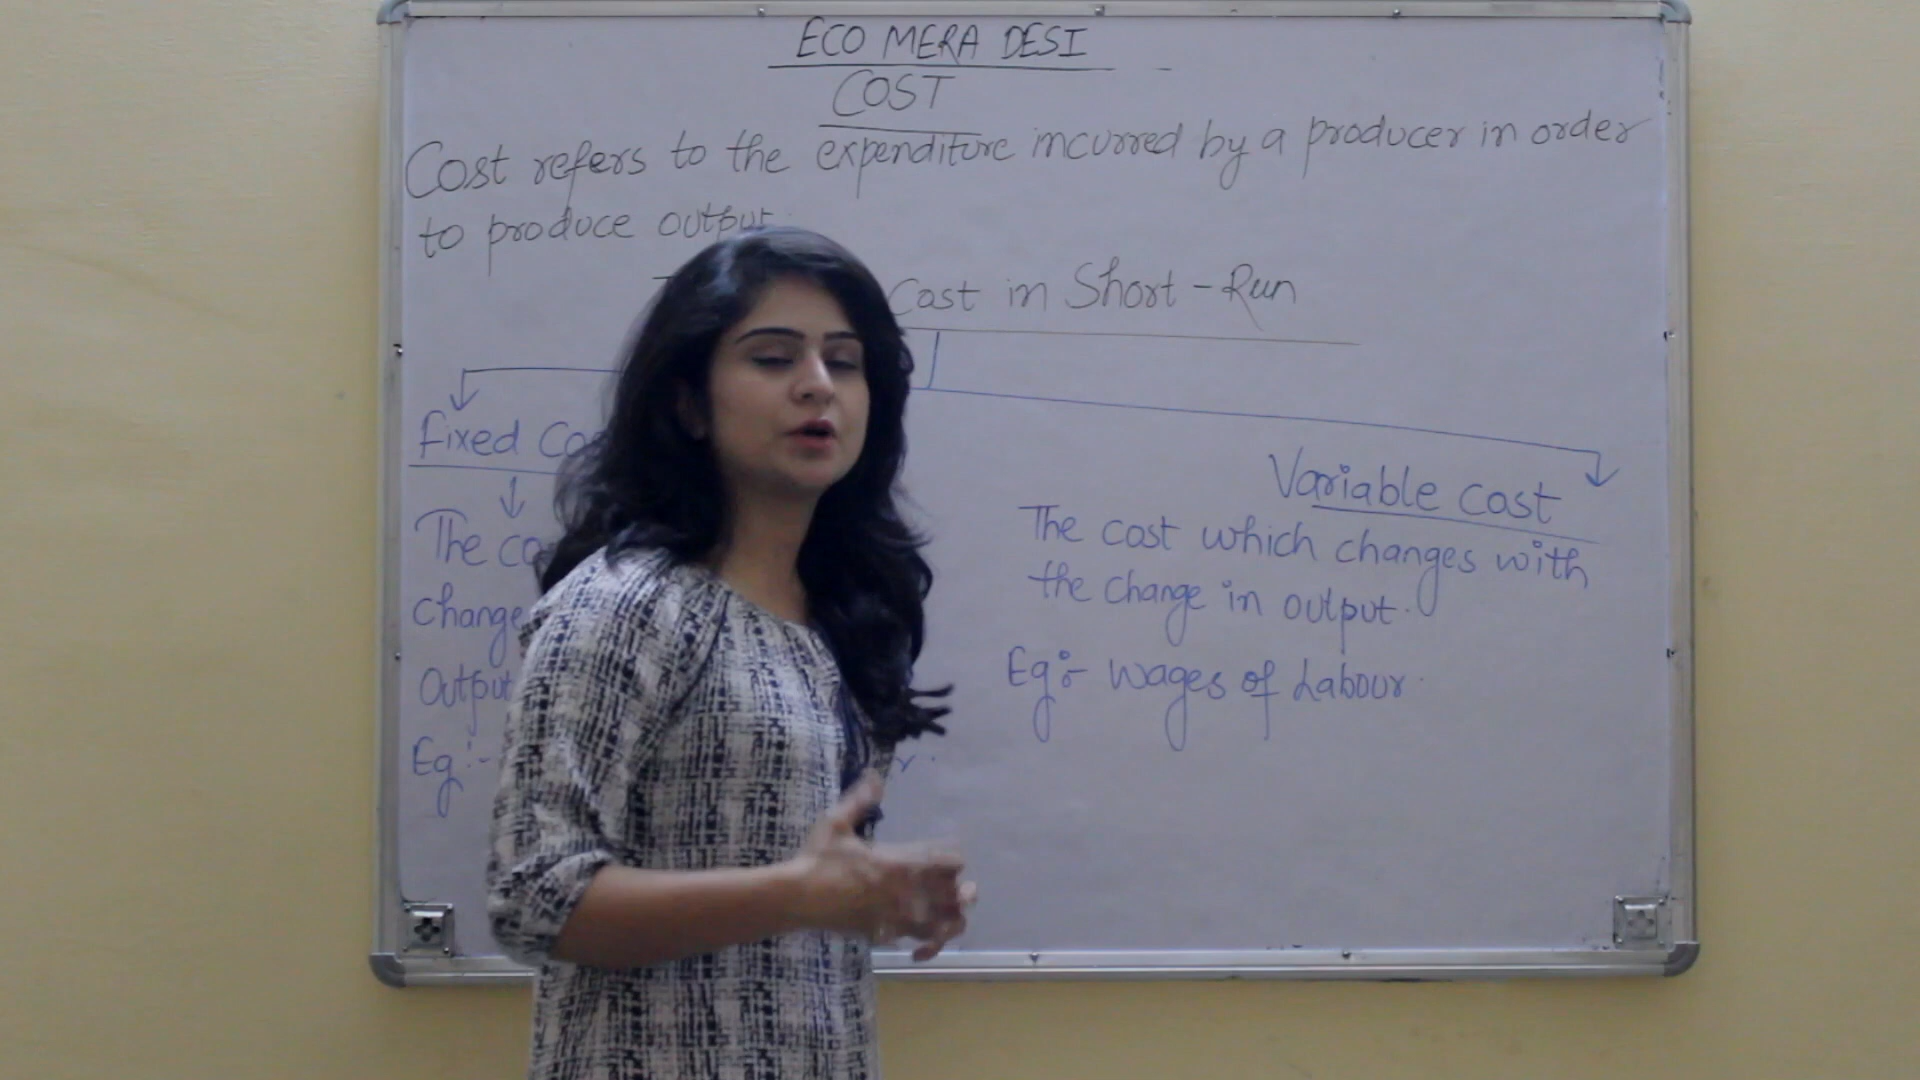 ECO MERA DESI
COST
Cost refers to the expenditure incurred by a producer in order
to produce output.
Cost in Short-Run
Fixed
Variable cost
The
The cost which changes with
change
the change in output.
Output
Eg:- Wages of Labour.
Eg:-